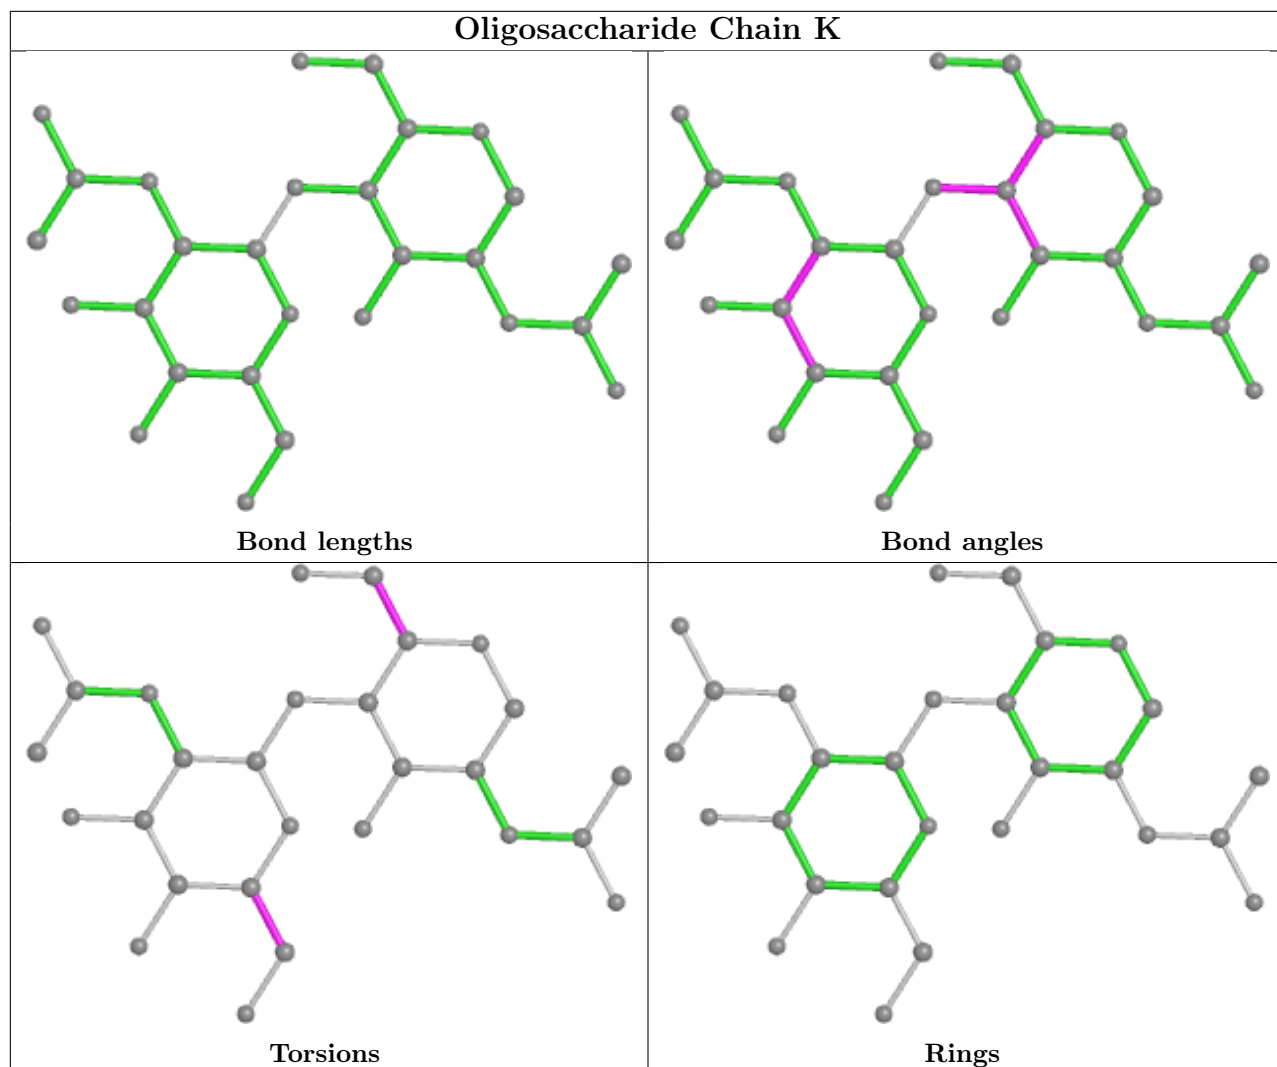 Oligosaccharide Chain K
Bond lengths
Bond angles
Torsions
Rings